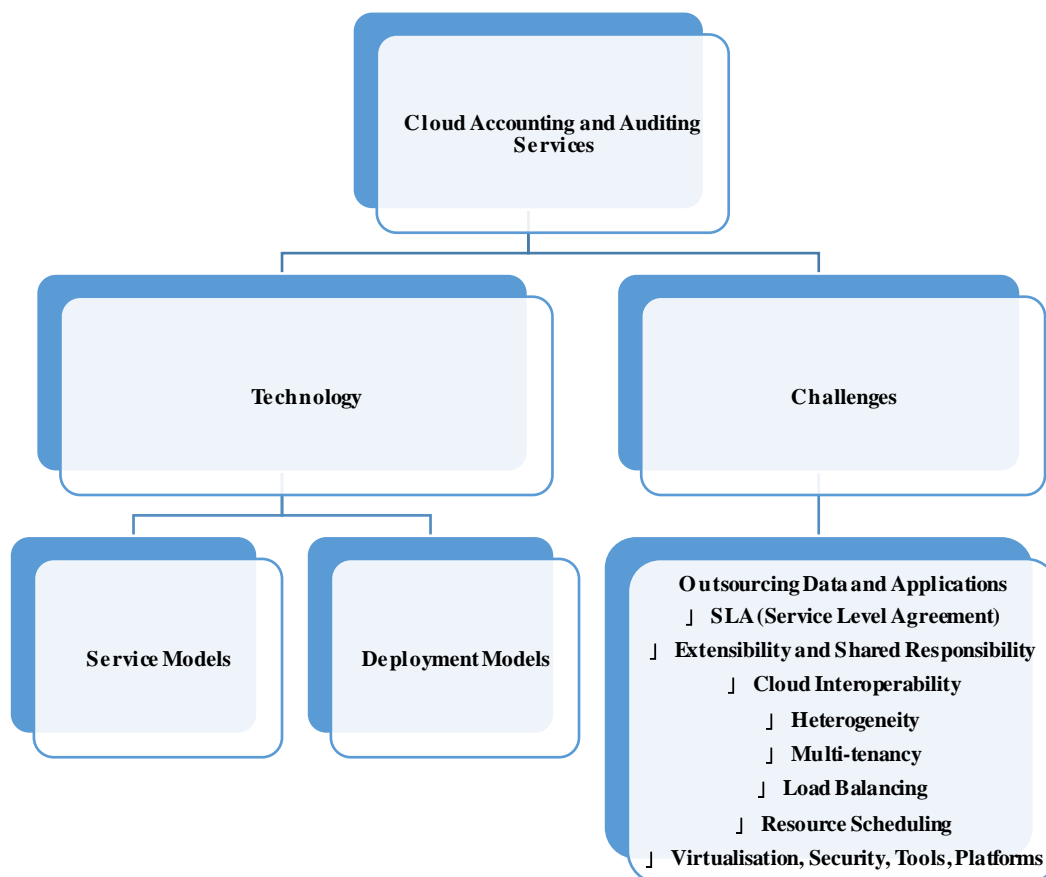 Cloud Accounting and Auditing
Services
Technology
Challenges
Service Models
Deployment Models
Outsourcing Data and Applications
｣ SLA (Service Level Agreement)
｣ Extensibility and Shared Responsibility
｣ Cloud Interoperability
｣ Heterogeneity
｣ Multi-tenancy
｣ Load Balancing
｣ Resource Scheduling
｣ Virtualisation, Security, Tools, Platforms